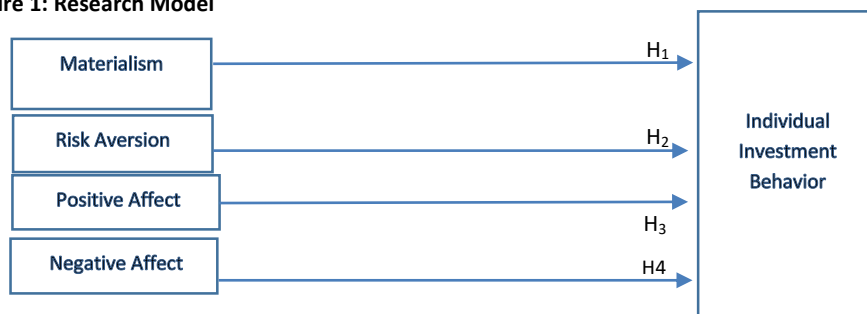 re 1: Research Model
Materialism
H₁
Risk Aversion
H₂
Positive Affect
H₃
Negative Affect
H4
Individual
Investment
Behavior